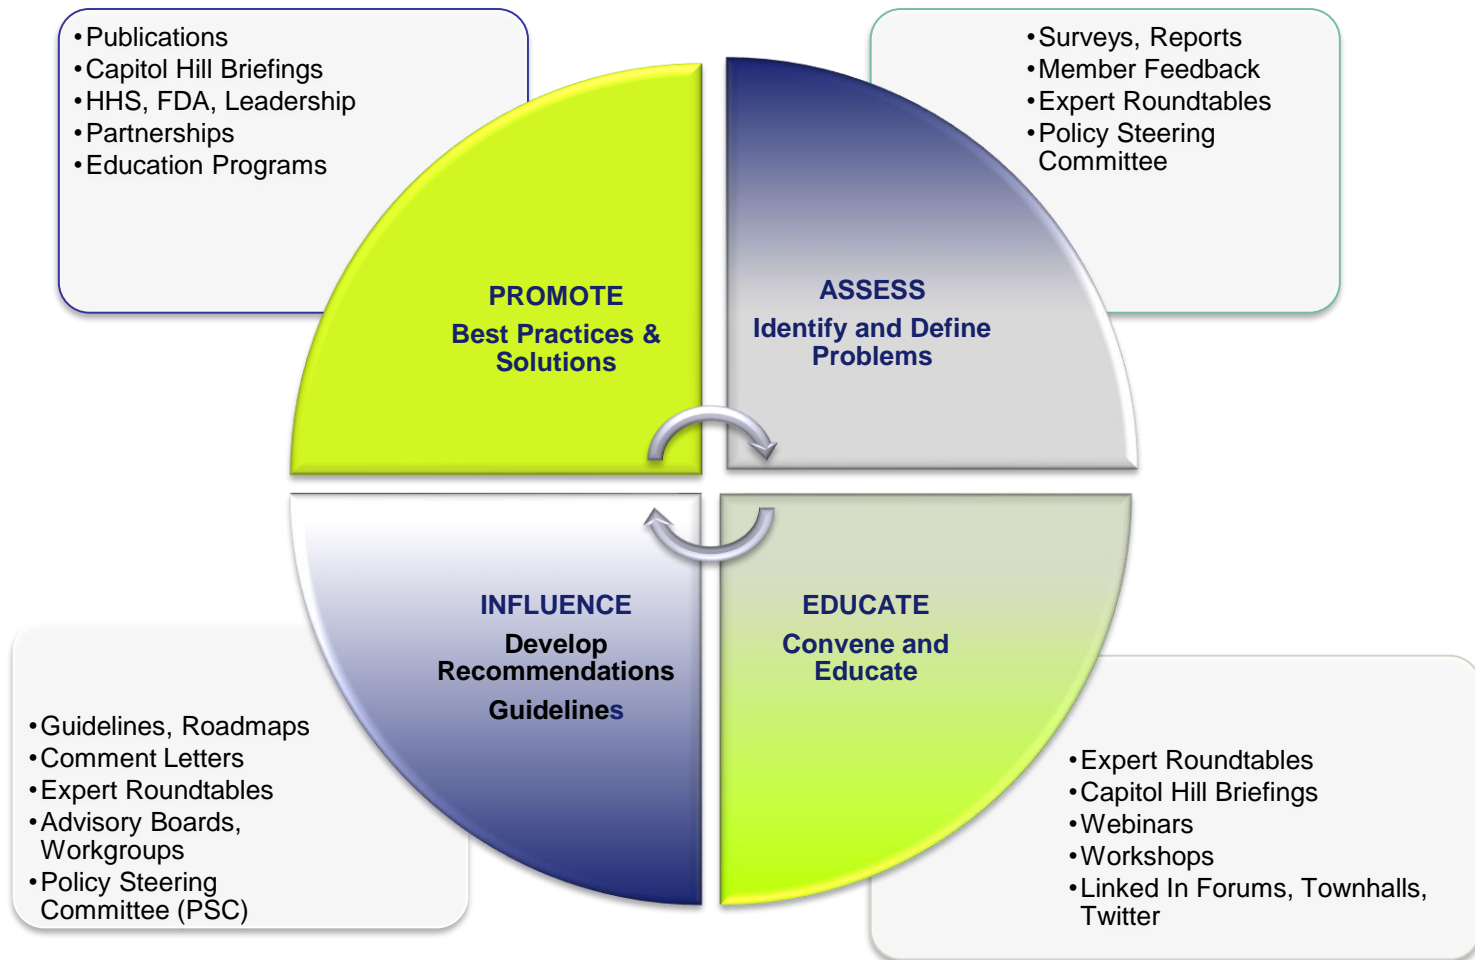 •Publications
•Capitol Hill Briefings
•HHS, FDA, Leadership
•Partnerships
•Education Programs
•Surveys, Reports
•Member Feedback
•Expert Roundtables
•Policy Steering
Committee
PROMOTE
Best Practices &
Solutions
ASSESS
Identify and Define
Problems
INFLUENCE
Develop
Recommendations
Guidelines
EDUCATE
Convene and
Educate
•Guidelines, Roadmaps
•Comment Letters
•Expert Roundtables
•Advisory Boards,
Workgroups
•Policy Steering
Committee (PSC)
•Expert Roundtables
•Capitol Hill Briefings
•Webinars
•Workshops
•Linked In Forums, Townhalls,
Twitter